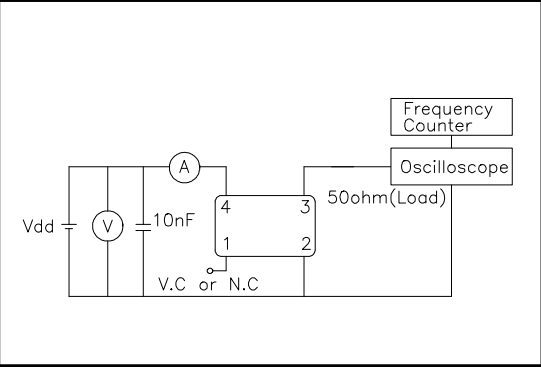 Frequency
Counter
A
Oscilloscope
4
3
50ohm(Load)
Vdd
V
10nF
1
2
V.C or N.C